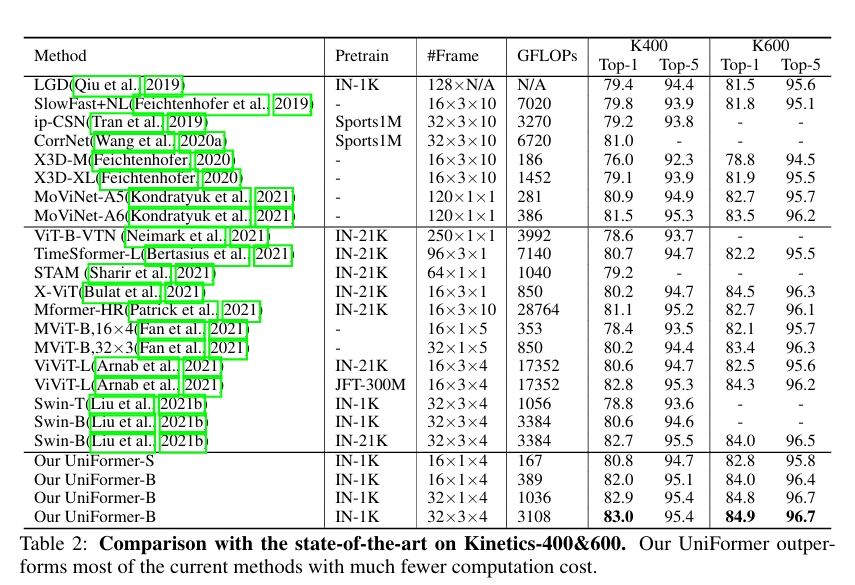 K400 K600
Method Pretrain #Frame GFLOPs Top-1 Top-5 Top-1 Top-5
LGD(Qiu et al., 2019) IN-1K 128×N/A N/A 79.4 94.4 81.5 95.6
SlowFast+NL(Feichtenhofer et al., 2019) - 16×3×10 7020 79.8 93.9 81.8 95.1
ip-CSN(Tran et al., 2019) Sports1M 32×3×10 3270 79.2 93.8 - -
CorrNet(Wang et al., 2020a) Sports1M 32×3×10 6720 81.0 - - -
X3D-M(Feichtenhofer, 2020) - 16×3×10 186 76.0 92.3 78.8 94.5
X3D-XL(Feichtenhofer, 2020) - 16×3×10 1452 79.1 93.9 81.9 95.5
MoViNet-A5(Kondratyuk et al., 2021) - 120×1×1 281 80.9 94.9 82.7 95.7
MoViNet-A6(Kondratyuk et al., 2021) - 120×1×1 386 81.5 95.3 83.5 96.2
ViT-B-VTN (Neimark et al., 2021) IN-21K 250×1×1 3992 78.6 93.7 - -
TimeSformer-L(Bertasius et al., 2021) IN-21K 96×3×1 7140 80.7 94.7 82.2 95.5
STAM (Sharir et al., 2021) IN-21K 64×1×1 1040 79.2 - - -
X-ViT(Bulat et al., 2021) IN-21K 16×3×1 850 80.2 94.7 84.5 96.3
Mformer-HR(Patrick et al., 2021) IN-21K 16×3×10 28764 81.1 95.2 82.7 96.1
MViT-B,16×4(Fan et al., 2021) - 16×1×5 353 78.4 93.5 82.1 95.7
MViT-B,32×3(Fan et al., 2021) - 32×1×5 850 80.2 94.4 83.4 96.3
ViViT-L(Arnab et al., 2021) IN-21K 16×3×4 17352 80.6 94.7 82.5 95.6
ViViT-L(Arnab et al., 2021) JFT-300M 16×3×4 17352 82.8 95.3 84.3 96.2
Swin-T(Liu et al., 2021b) IN-1K 32×3×4 1056 78.8 93.6 - -
Swin-B(Liu et al., 2021b) IN-1K 32×3×4 3384 80.6 94.6 - -
Swin-B(Liu et al., 2021b) IN-21K 32×3×4 3384 82.7 95.5 84.0 96.5
Our UniFormer-S IN-1K 16×1×4 167 80.8 94.7 82.8 95.8
Our UniFormer-B IN-1K 16×1×4 389 82.0 95.1 84.0 96.4
Our UniFormer-B IN-1K 32×1×4 1036 82.9 95.4 84.8 96.7
Our UniFormer-B IN-1K 32×3×4 3108 83.0 95.4 84.9 96.7
Table 2: Comparison with the state-of-the-art on Kinetics-400&600. Our UniFormer outper-
forms most of the current methods with much fewer computation cost.